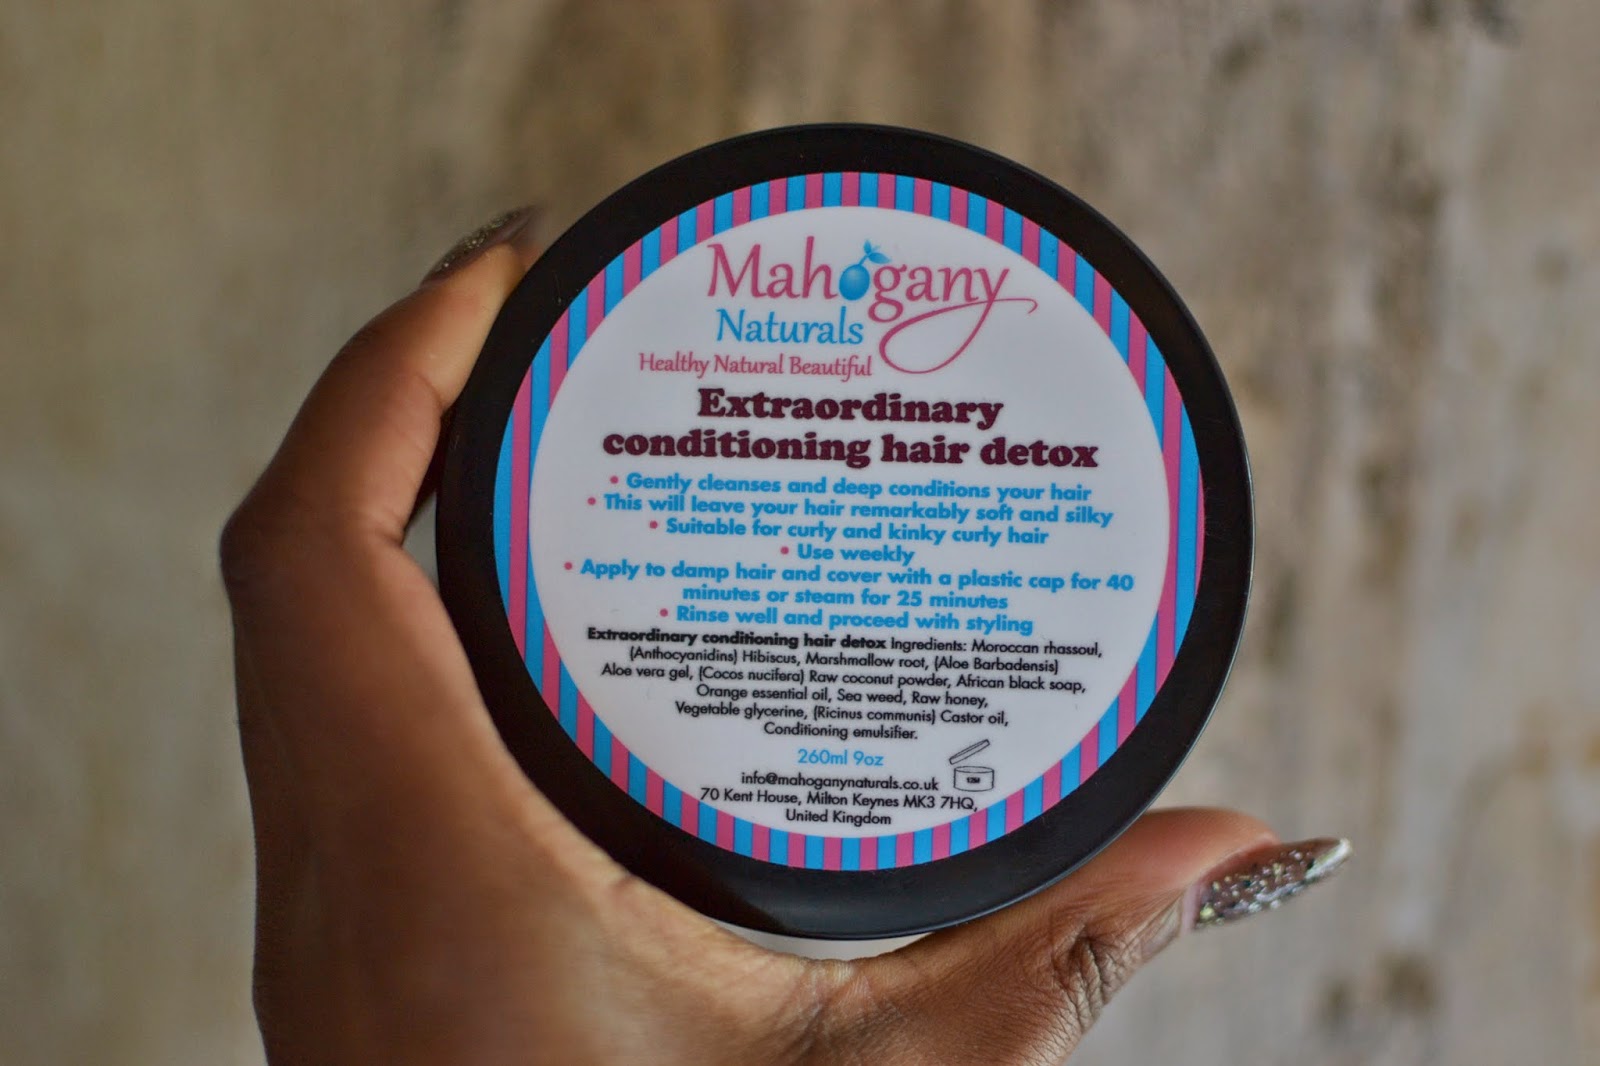 Mahogany
Naturals
Healthy Natural Beautiful
Extraordinary
conditioning hair detox
• Gently cleanses and deep conditions your hair
• This will leave your hair remarkably soft and silky
• Suitable for curly and kinky curly hair
• Use weekly
• Apply to damp hair and cover with a plastic cap for 40
minutes or steam for 25 minutes
• Rinse well and proceed with styling
Extraordinary conditioning hair detox Ingredients: Moroccan rhassoul,
(Anthocyanidins) Hibiscus, Marshmallow root, (Aloe Barbadensis)
Aloe vera gel, (Cocos nucifera) Raw coconut powder, African black soap,
Orange essential oil, Sea weed, Raw honey,
Vegetable glycerine, (Ricinus communis) Castor oil,
Conditioning emulsifier.
260ml 9oz
info@mahoganynaturals.co.uk
12M
70 Kent House, Milton Keynes MK3 7HQ,
United Kingdom